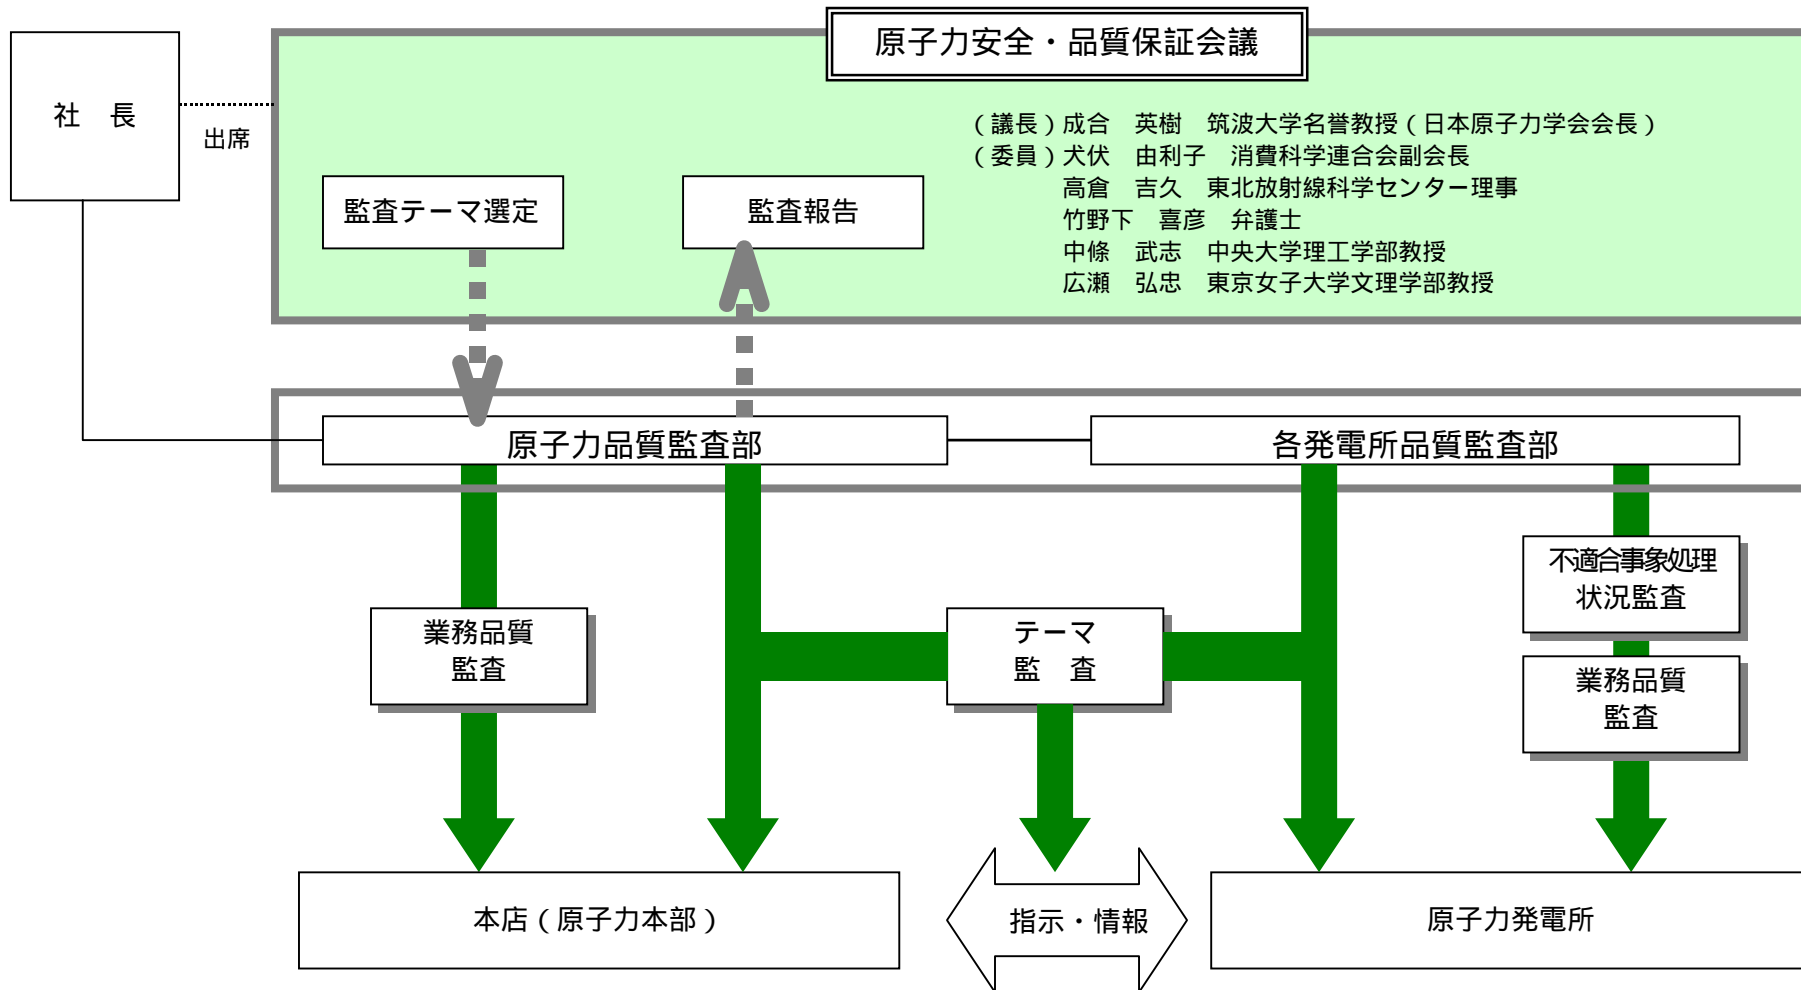 原子力安全・品質保証会議
社　長
出席
（議長）成合　英樹　筑波大学名誉教授（日本原子力学会会長）
（委員）犬伏　由利子　消費科学連合会副会長
高倉　吉久　東北放射線科学センター理事
竹野下　喜彦　弁護士
中條　武志　中央大学理工学部教授
広瀬　弘忠　東京女子大学文理学部教授
監査テーマ選定
監査報告
原子力品質監査部
各発電所品質監査部
不適合事象処理
状況監査
業務品質
監査
テーマ
監　査
業務品質
監査
本店（原子力本部）
指示・情報
原子力発電所